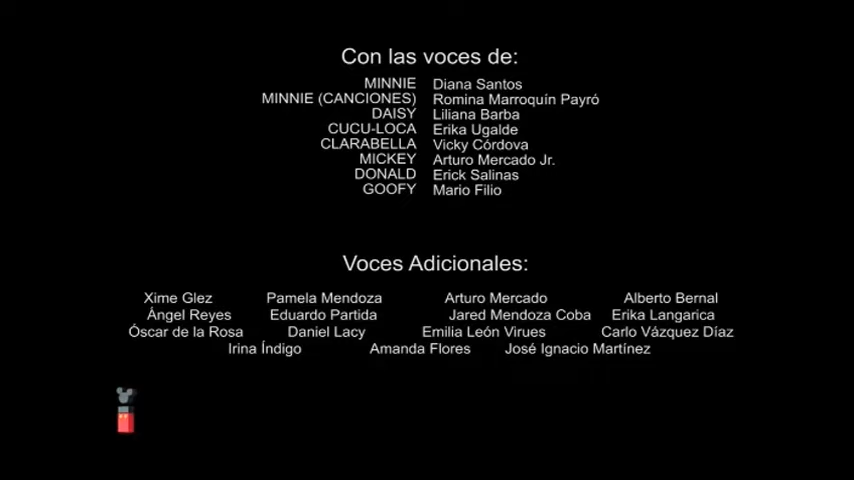 Con las voces de:
MINNIE Diana Santos
MINNIE (CANCIONES) Romina Marroquín Payró
DAISY Liliana Barba
CUCU-LOCA Erika Ugalde
CLARABELLA Vicky Córdova
MICKEY Arturo Mercado Jr.
DONALD Erick Salinas
GOOFY Mario Filio
Voces Adicionales:
Xime Glez Pamela Mendoza Arturo Mercado Alberto Bernal
Ángel Reyes Eduardo Partida Jared Mendoza Coba Erika Langarica
Óscar de la Rosa Daniel Lacy Emilia León Virues Carlo Vázquez Díaz
Irina Índigo Amanda Flores José Ignacio Martínez